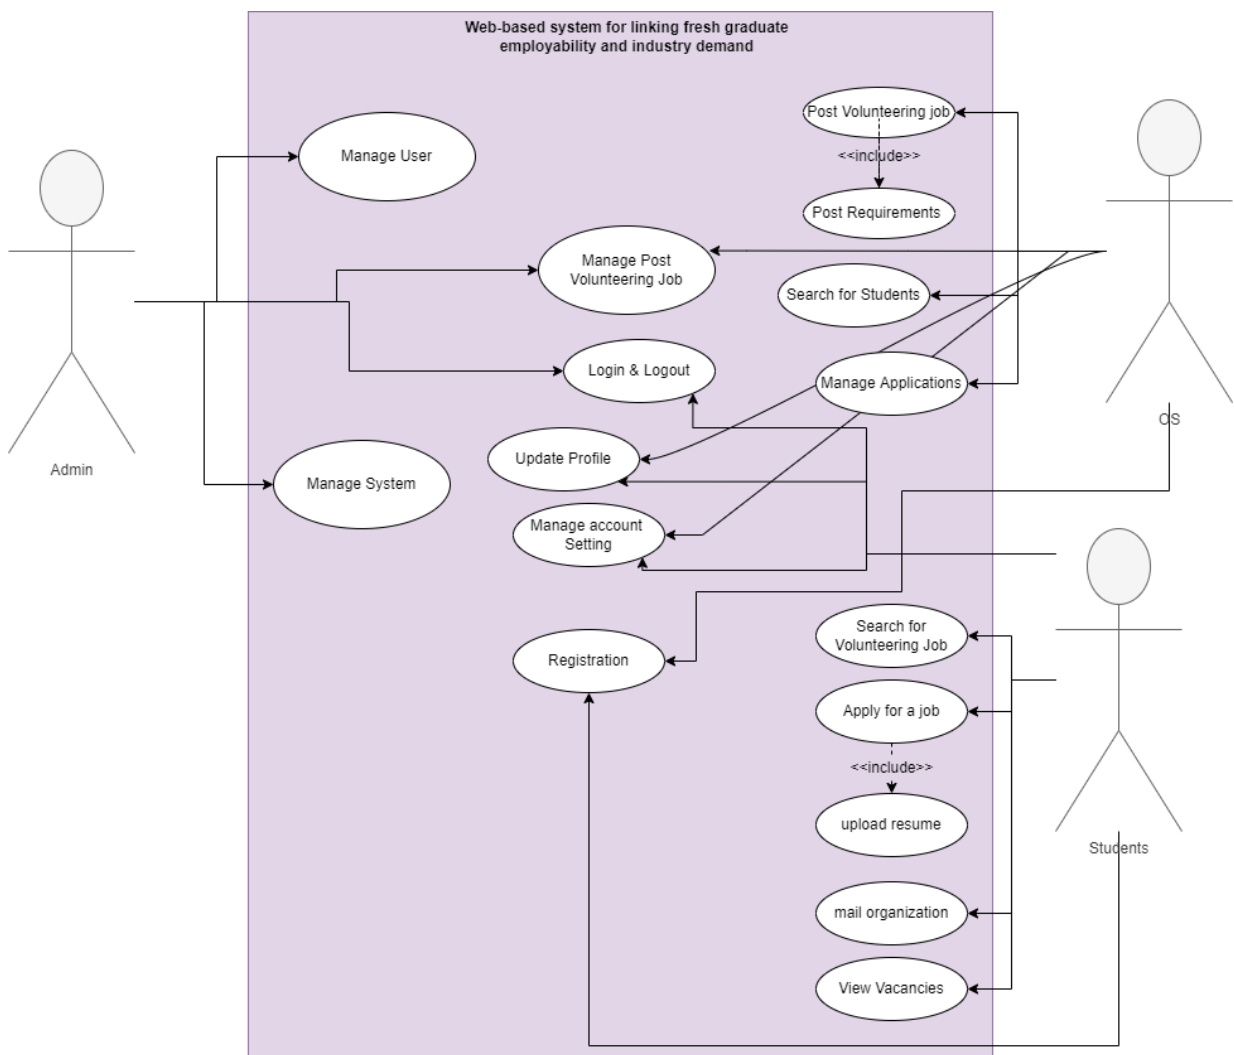 Web-based system for linking fresh graduate
employability and industry demand
Post Volunteering job
<<include>>
Post Requirements
Manage User
Manage Post
Volunteering Job
Search for Students
Login & Logout
Manage Applications
OS
Admin
Update Profile
Manage System
Manage account
Setting
Search for
Volunteering Job
Registration
Apply for a job
<<include>>
upload resume
Students
mail organization
View Vacancies